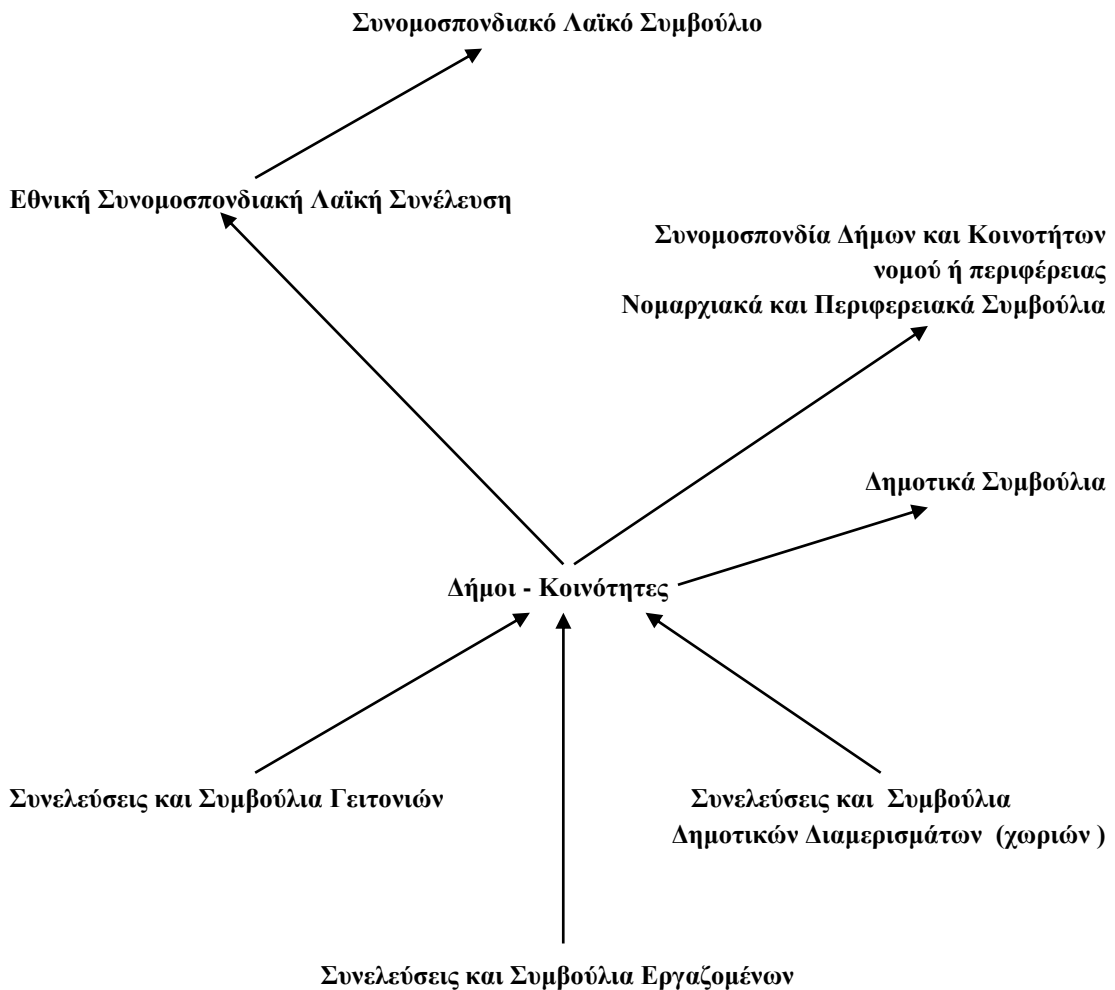 Συνομοσπονδιακό Λαϊκό Συμβούλιο
Εθνική Συνομοσπονδιακή Λαϊκή Συνέλευση
Συνομοσπονδία Δήμων και Κοινοτήτων
νομού ή περιφέρειας
Νομαρχιακά και Περιφερειακά Συμβούλια
Δημοτικά Συμβούλια
Δήμοι - Κοινότητες
Συνελεύσεις και Συμβούλια Γειτονιών
Συνελεύσεις και Συμβούλια
Δημοτικών Διαμερισμάτων (χωριών )
Συνελεύσεις και Συμβούλια Εργαζομένων